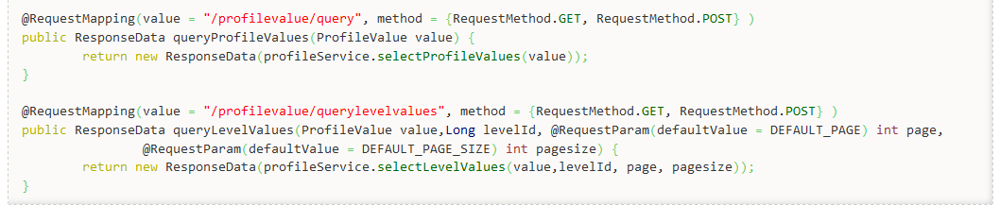 @RequestMapping(value = "/profilevalue/query", method = {RequestMethod.GET, RequestMethod.POST} )
public ResponseData queryProfileValues(ProfileValue value) {
        return new ResponseData(profileService.selectProfileValues(value));
}
@RequestMapping(value = "/profilevalue/querylevelvalues", method = {RequestMethod.GET, RequestMethod.POST} )
public ResponseData queryLevelValues(ProfileValue value,Long levelId, @RequestParam(defaultValue = DEFAULT_PAGE) int page,
                @RequestParam(defaultValue = DEFAULT_PAGE_SIZE) int pagesize) {
        return new ResponseData(profileService.selectLevelValues(value,levelId, page, pagesize));
}